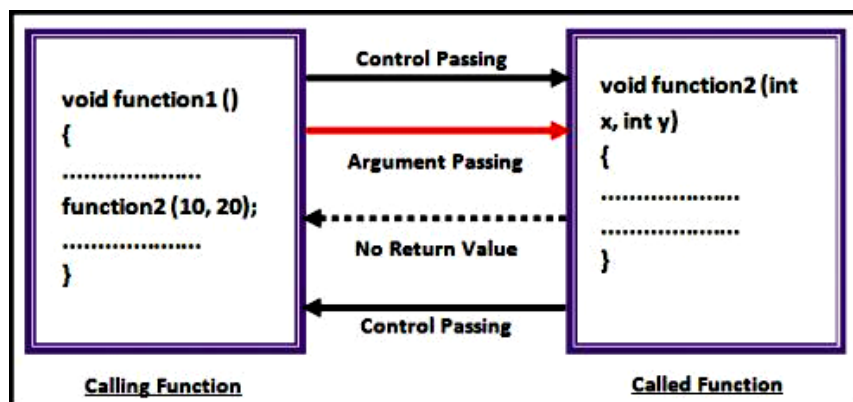 void function1 ()
{
....................
function2 (10, 20);
....................
}
Calling Function
Control Passing
Argument Passing
No Return Value
Control Passing
void function2 (int
x, int y)
{
....................
....................
}
Called Function